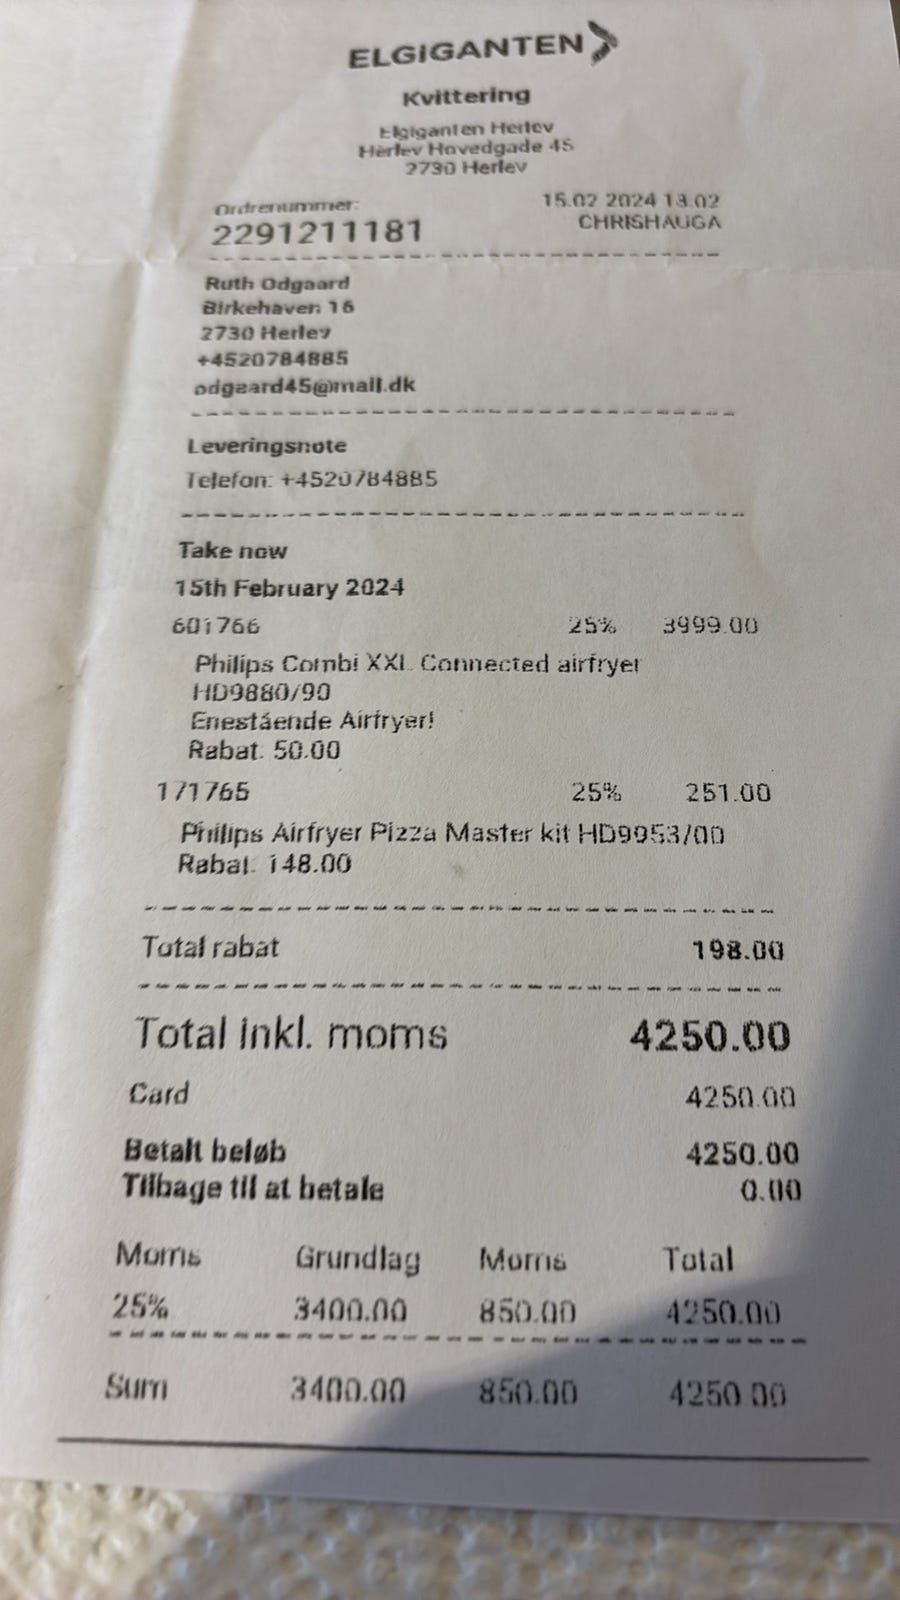 ELGIGANTEN
Kvittering
Elgiganten Herlev
Herlev Hovedgade 45
2730 Herlev
Ordrenummer: 15.02 2024 13.02
2291211181 CHRISHAUGA
Ruth Odgaard
Birkehaven 16
2730 Herlev
+4520784885
odgaard45@mail.dk
Leveringsnote
Telefon: +4520784885
Take now
15th February 2024
601766 25% 3999.00
Philips Combi XXL Connected airfryer
HD9880/90
Enestående Airfryer!
Rabat. 50.00
171765 25% 251.00
Philips Airfryer Pizza Master kit HD9953/00
Rabat. 148.00
Total rabat 198.00
Total inkl. moms 4250.00
Card 4250.00
Betalt beløb 4250.00
Tilbage til at betale 0.00
Moms Grundlag Moms Total
25% 3400.00 850.00 4250.00
Sum 3400.00 850.00 4250.00